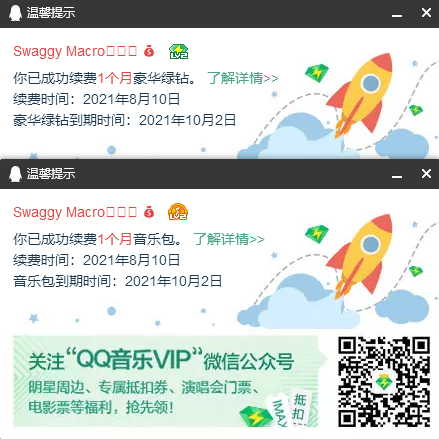 温馨提示
Swaggy Macro
你已成功续费1个月豪华绿钻。 了解详情>>
续费时间：2021年8月10日
豪华绿钻到期时间：2021年10月2日
温馨提示
Swaggy Macro
你已成功续费1个月音乐包。 了解详情>>
续费时间：2021年8月10日
音乐包到期时间：2021年10月2日
关注“QQ音乐VIP”微信公众号
明星周边、专属抵扣券、演唱会门票、
电影票等福利，抢先领！
抵扣
IMAX